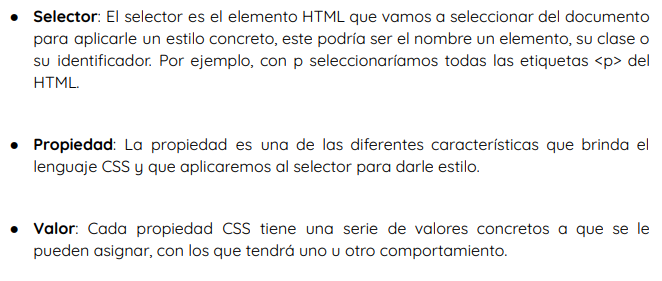 ● Selector: El selector es el elemento HTML que vamos a seleccionar del documento
para aplicarle un estilo concreto, este podría ser el nombre un elemento, su clase o
su identificador. Por ejemplo, con p seleccionaríamos todas las etiquetas <p> del
HTML.
● Propiedad: La propiedad es una de las diferentes características que brinda el
lenguaje CSS y que aplicaremos al selector para darle estilo.
● Valor: Cada propiedad CSS tiene una serie de valores concretos a que se le
pueden asignar, con los que tendrá uno u otro comportamiento.